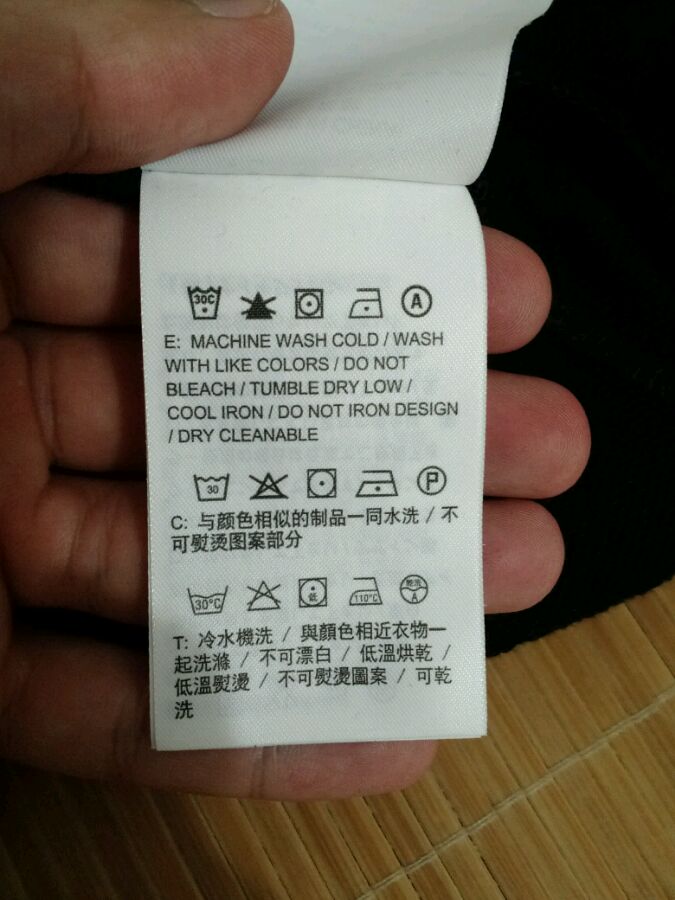 30C A
E: MACHINE WASH COLD / WASH
WITH LIKE COLORS / DO NOT
BLEACH / TUMBLE DRY LOW /
COOL IRON / DO NOT IRON DESIGN
/ DRY CLEANABLE
30 P
C: 与颜色相似的制品一同水洗 / 不
可熨烫图案部分
30°C 低 110°C 乾洗 A
T: 冷水機洗 / 與顏色相近衣物一
起洗滌 / 不可漂白 / 低溫烘乾 /
低溫熨燙 / 不可熨燙圖案 / 可乾
洗